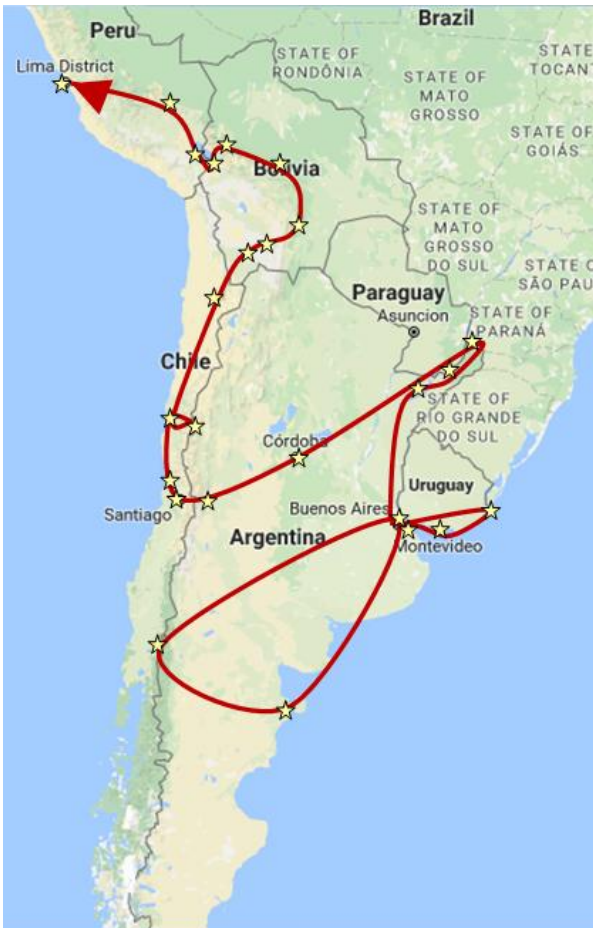 Brazil
Peru
STATE OF
RONDÔNIA
STATE
TOCANT
Lima District
STATE OF
MATO
GROSSO
STATE OF
GOIÁS
Bolivia
STATE OF
MATO
GROSSO
DO SUL
STATE O
SÃO PAU
Paraguay
Asuncion
STATE OF
PARANÁ
Chile
STATE OF
RIO GRANDE
DO SUL
Córdoba
Uruguay
Santiago
Buenos Aires
Argentina
Montevideo